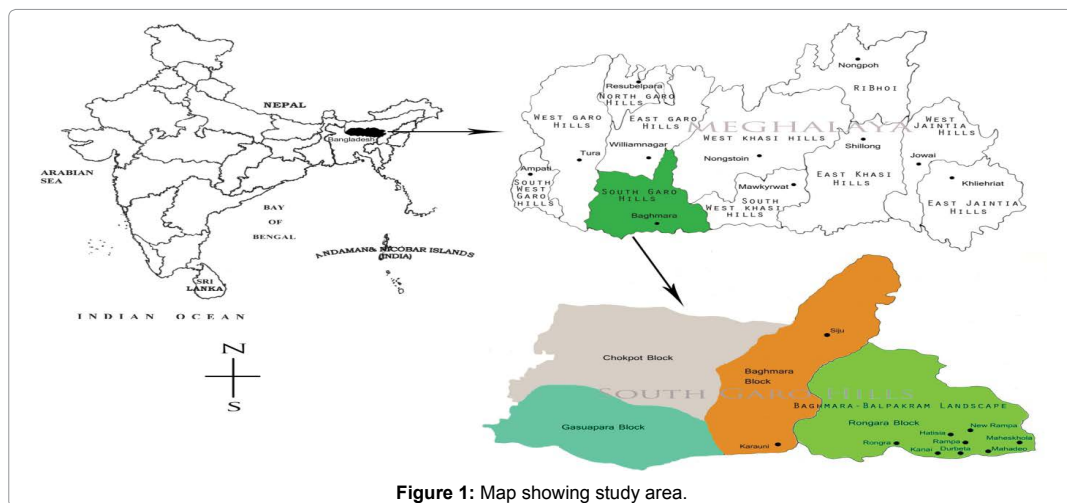 NEPAL
Bangladesh
ARABIAN
SEA
BAY
OF
BENGAL
ANDAMAN& NICOBAR ISLANDS
(INDIA)
SRI
LANKA
INDIAN OCEAN
N
S
MEGHALAYA
Nongpoh
RIBHOI
Resubelpara
NORTH GARO
HILLS
WEST GARO
HILLS
EAST GARO
HILLS
WEST KHASI HILLS
WEST
JAINTIA
HILLS
Williamnagar
Tura
Nongstoin
Shillong
Jowai
Ampati
SOUTH
WEST GARO
HILLS
SOUTH GARO
HILLS
Baghmara
Mawkyrwat
SOUTH
WEST KHASI
HILLS
EAST KHASI
HILLS
Khliehriat
EAST JAINTIA
HILLS
Siju
Chokpot Block
Baghmara
Block
SOUTH GARO HILLS
BAGHMARA-BALPAKRAM LANDSCAPE
Gasuapara Block
Rongara Block
Karauni
New Rampa
Hatisia
Rongra
Rampa
Maheskhola
Kanai
Durbeta
Mahadeo
Figure 1: Map showing study area.